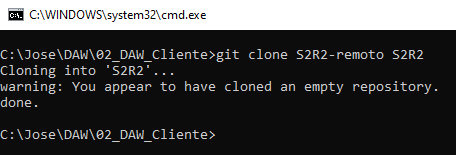 C:\WINDOWS\system32\cmd.exe
C:\Jose\DAW\02_DAW_Cliente>git clone S2R2-remoto S2R2
Cloning into 'S2R2'...
warning: You appear to have cloned an empty repository.
done.
C:\Jose\DAW\02_DAW_Cliente>